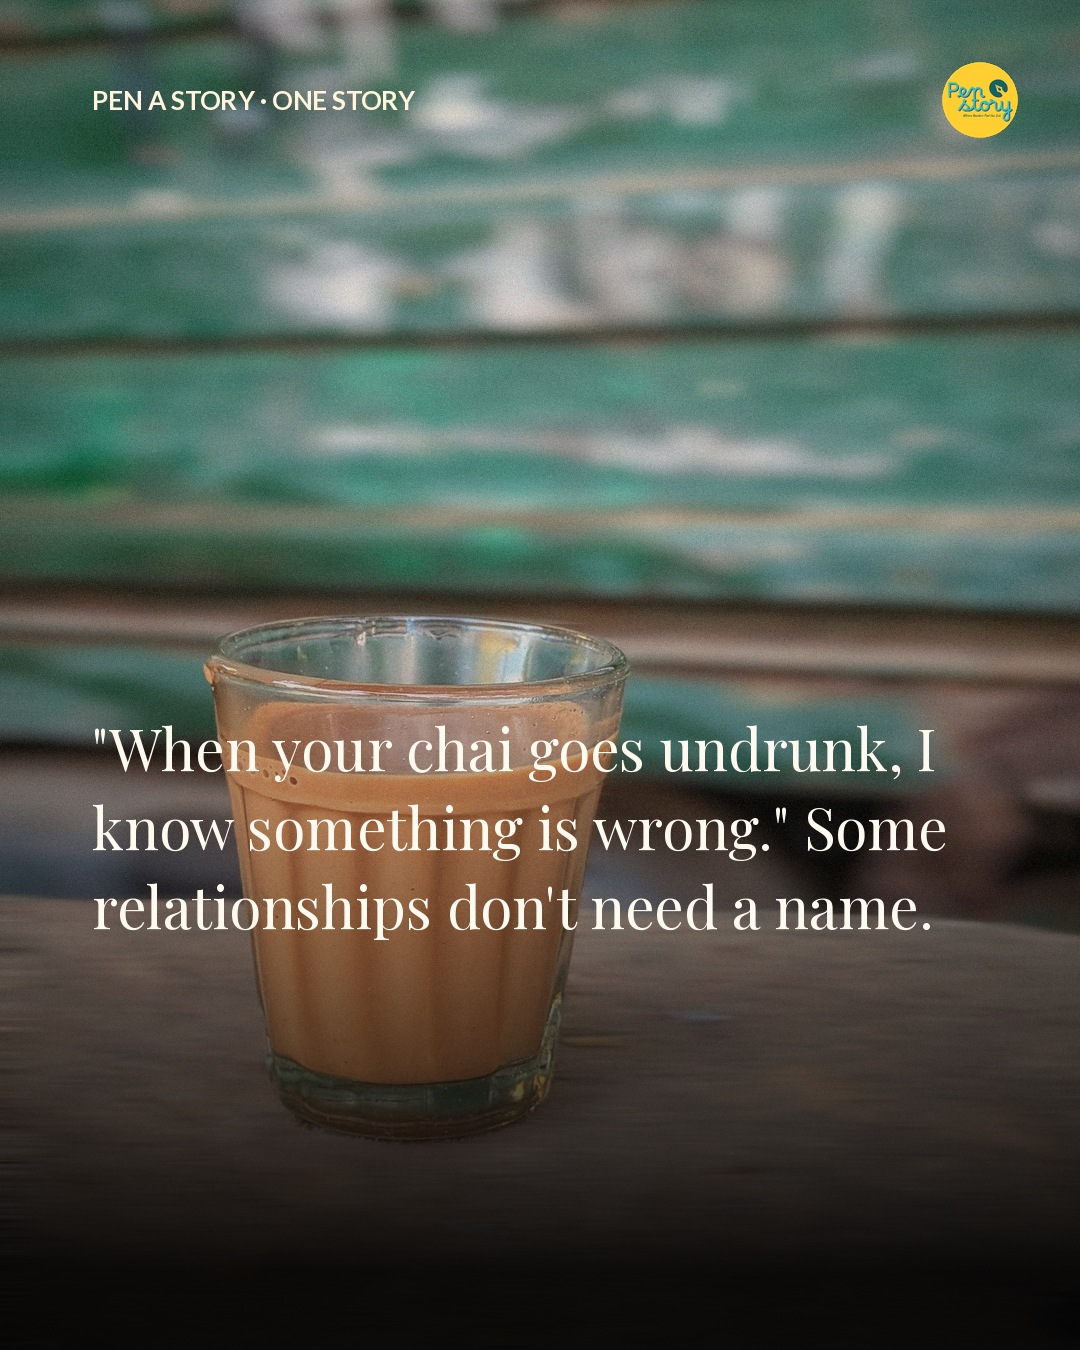 PEN A STORY · ONE STORY
Pen
story
"When your chai goes undrunk, I
know something is wrong." Some
relationships don't need a name.